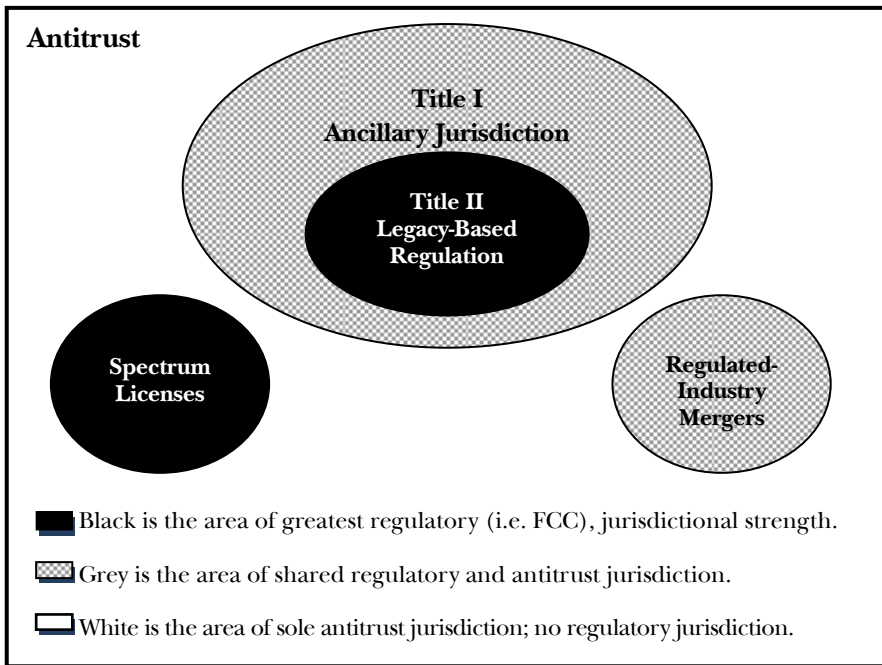 Antitrust
Title I
Ancillary Jurisdiction
Title II
Legacy-Based
Regulation
Spectrum
Licenses
Regulated-
Industry
Mergers
Black is the area of greatest regulatory (i.e. FCC), jurisdictional strength.
Grey is the area of shared regulatory and antitrust jurisdiction.
White is the area of sole antitrust jurisdiction; no regulatory jurisdiction.